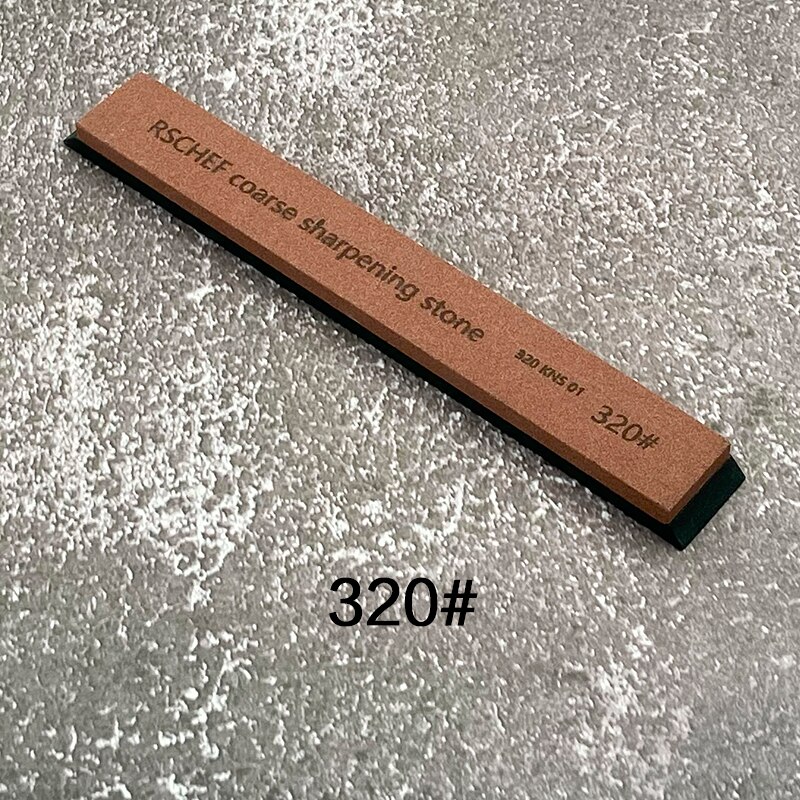 RSCHEF coarse sharpening stone
320 KNS 01
320#
320#